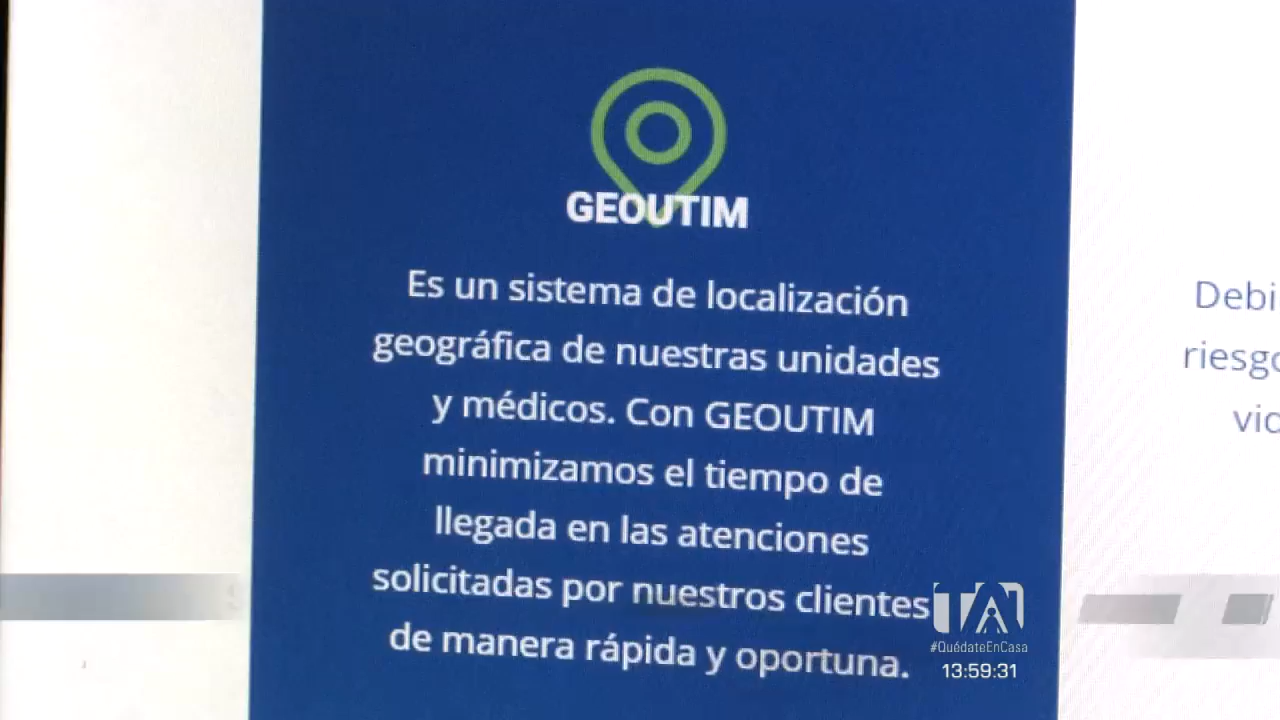 GEOUTIM
Es un sistema de localización
geográfica de nuestras unidades
y médicos. Con GEOUTIM
minimizamos el tiempo de
llegada en las atenciones
solicitadas por nuestros clientes
de manera rápida y oportuna.
Debi
riesgo
vid
#QuédateEnCasa
13:59:31